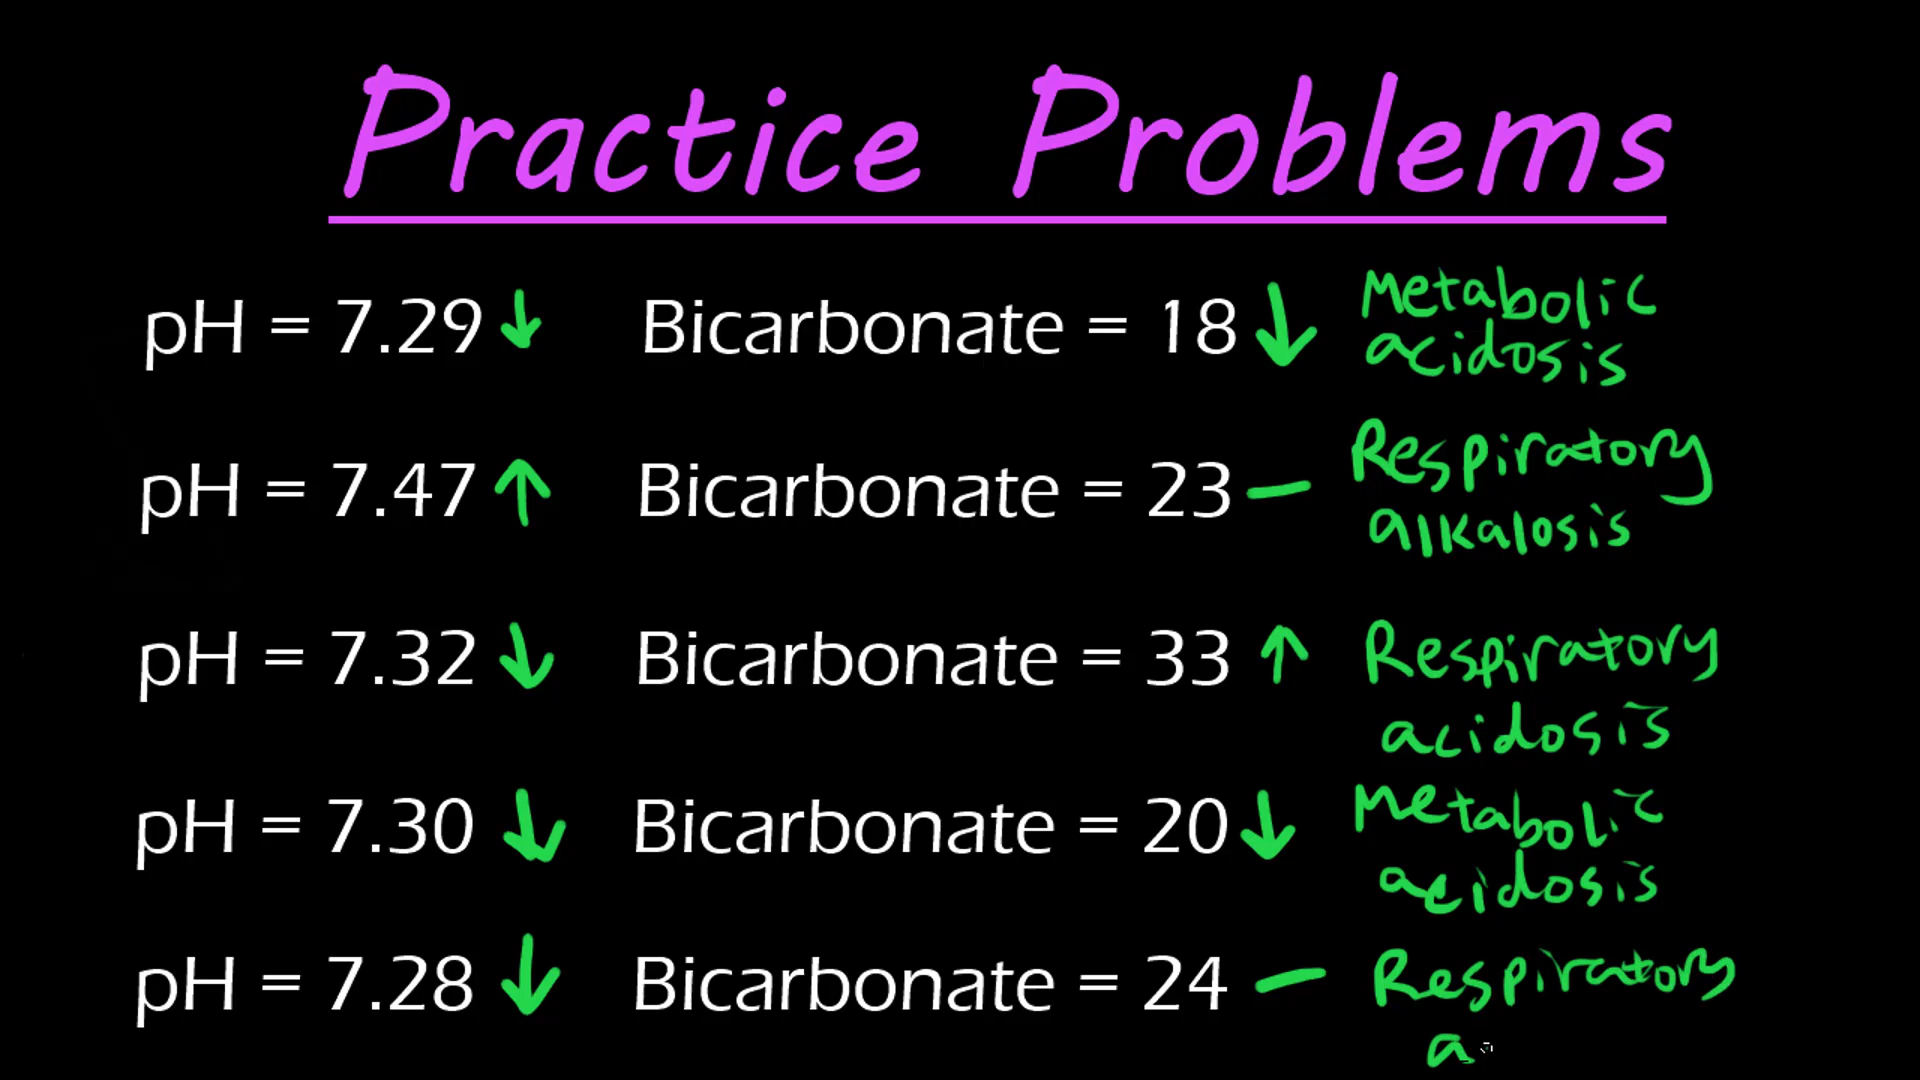 Practice Problems
pH = 7.29 ↓ Bicarbonate = 18 ↓ Metabolic
acidosis
pH = 7.47 ↑ Bicarbonate = 23 – Respiratory
alkalosis
pH = 7.32 ↓ Bicarbonate = 33 ↑ Respiratory
acidosis
pH = 7.30 ↓ Bicarbonate = 20 ↓ Metabolic
acidosis
pH = 7.28 ↓ Bicarbonate = 24 – Respiratory
a